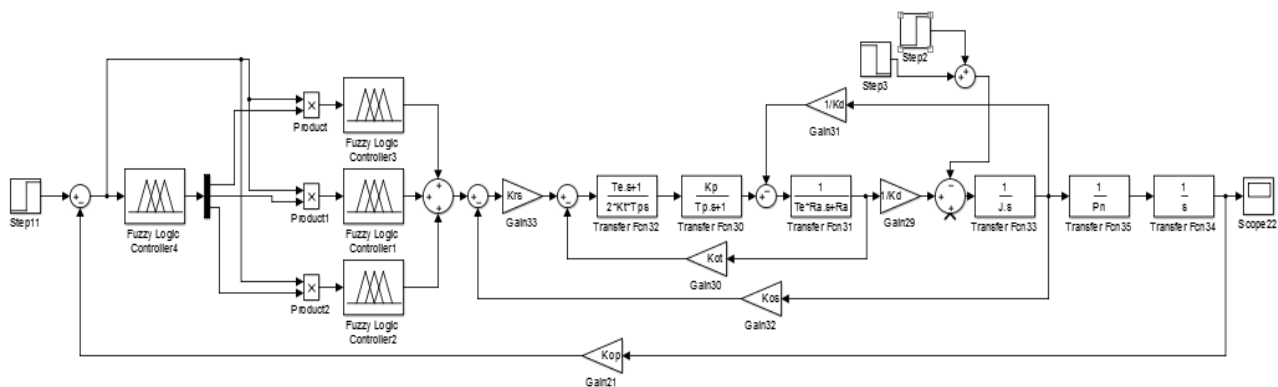 Step2
Step3
1/Kd
Gain31
×
Product
Fuzzy Logic
Controller3
Step11
Fuzzy Logic
Controller4
×
Product1
Fuzzy Logic
Controller1
Krs
Gain33
Te.s+1
2*Kt*Tps
Transfer Fcn32
Kp
Tp.s+1
Transfer Fcn30
1
Te*Ra.s+Ra
Transfer Fcn31
1/Kd
Gain29
1
J.s
Transfer Fcn33
1
Pn
Transfer Fcn35
1
s
Transfer Fcn34
Scope22
×
Product2
Fuzzy Logic
Controller2
Kot
Gain30
Kos
Gain32
Kop
Gain21